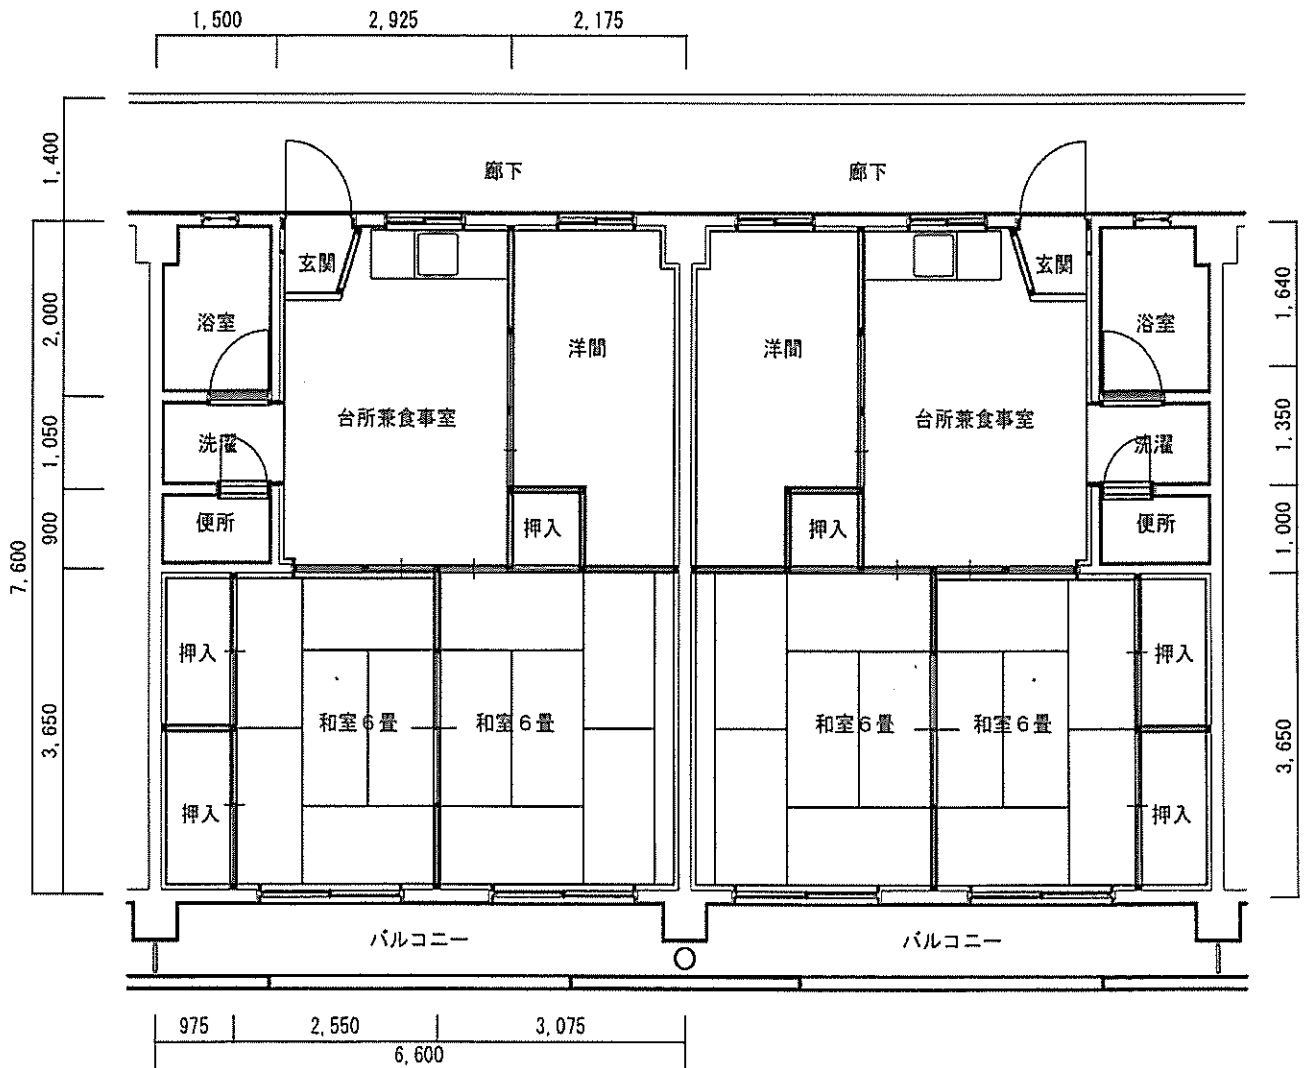 1,500 2,925 2,175
1,400
廊下 廊下
玄関 玄関
2,000 1,640
浴室 浴室
洋間 洋間
台所兼食事室 台所兼食事室
1,050 1,350
洗濯 洗濯
900 1,000
便所 押入 押入 便所
7,600
押入 押入
3,650 3,650
和室6畳 和室6畳 和室6畳 和室6畳
押入 押入
バルコニー バルコニー
975 2,550 3,075
6,600